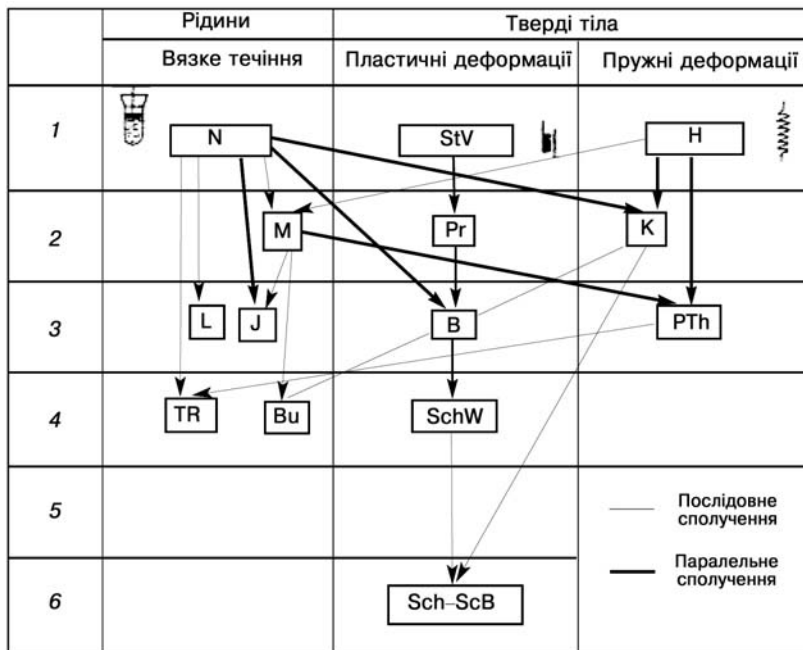 Рідини
Тверді тіла
Вязке течіння
Пластичні деформації
Пружні деформації
1
N
StV
H
2
M
Pr
K
3
L
J
B
PTh
4
TR
Bu
SchW
5
Послідовне
сполучення
Паралельне
сполучення
6
Sch–ScB